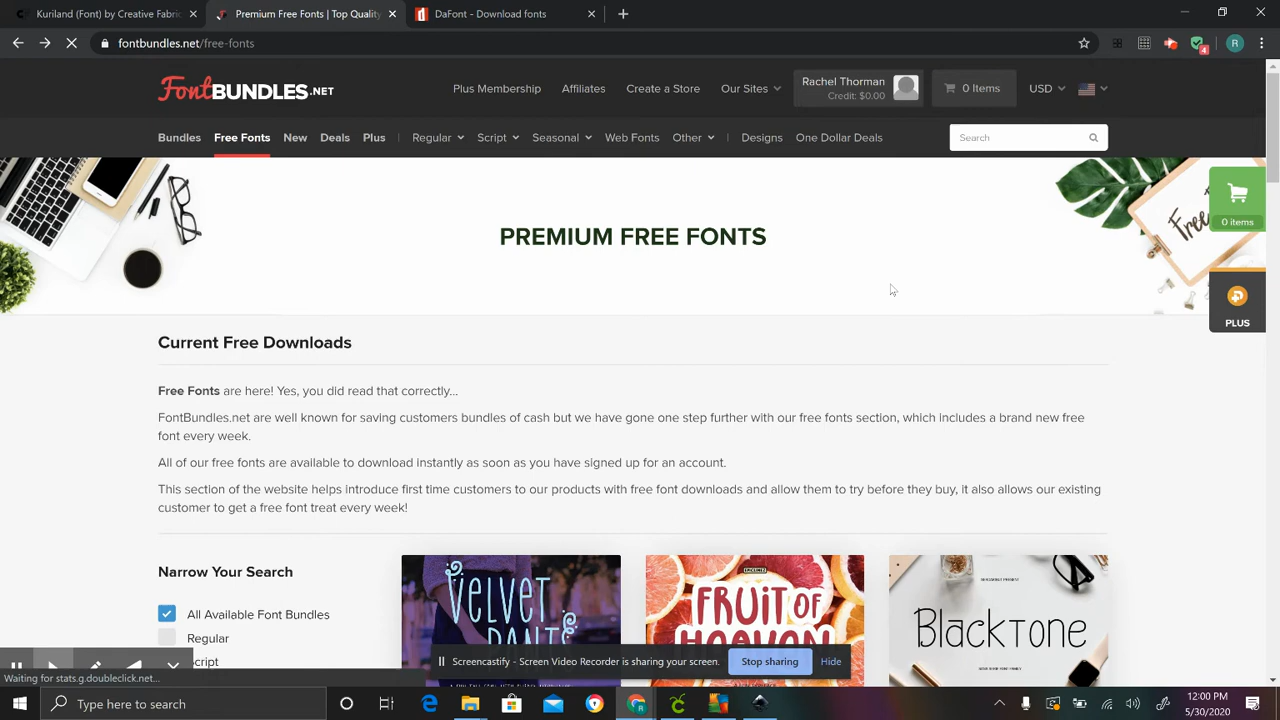 Kuriland (Font) by Creative Fabric
Premium Free Fonts | Top Quality
DaFont - Download fonts
fontbundles.net/free-fonts
R
4
FontBUNDLES.NET
Plus Membership
Affiliates
Create a Store
Our Sites
Rachel Thorman
Credit: $0.00
0 Items
USD
Bundles
Free Fonts
New
Deals
Plus
Regular
Script
Seasonal
Web Fonts
Other
Designs
One Dollar Deals
Search
PREMIUM FREE FONTS
Free
0 items
PLUS
Current Free Downloads
Free Fonts are here! Yes, you did read that correctly...
FontBundles.net are well known for saving customers bundles of cash but we have gone one step further with our free fonts section, which includes a brand new free
font every week.
All of our free fonts are available to download instantly as soon as you have signed up for an account.
This section of the website helps introduce first time customers to our products with free font downloads and allow them to try before they buy, it also allows our existing
customer to get a free font treat every week!
Narrow Your Search
All Available Font Bundles
Regular
Script
VELVET
PANTS
FRUIT OF
HEAVEN
BLACKTONE
Screencastify - Screen Video Recorder is sharing your screen.
Stop sharing
Hide
Waiting for stats.g.doubleclick.net...
Type here to search
12:00 PM
5/30/2020